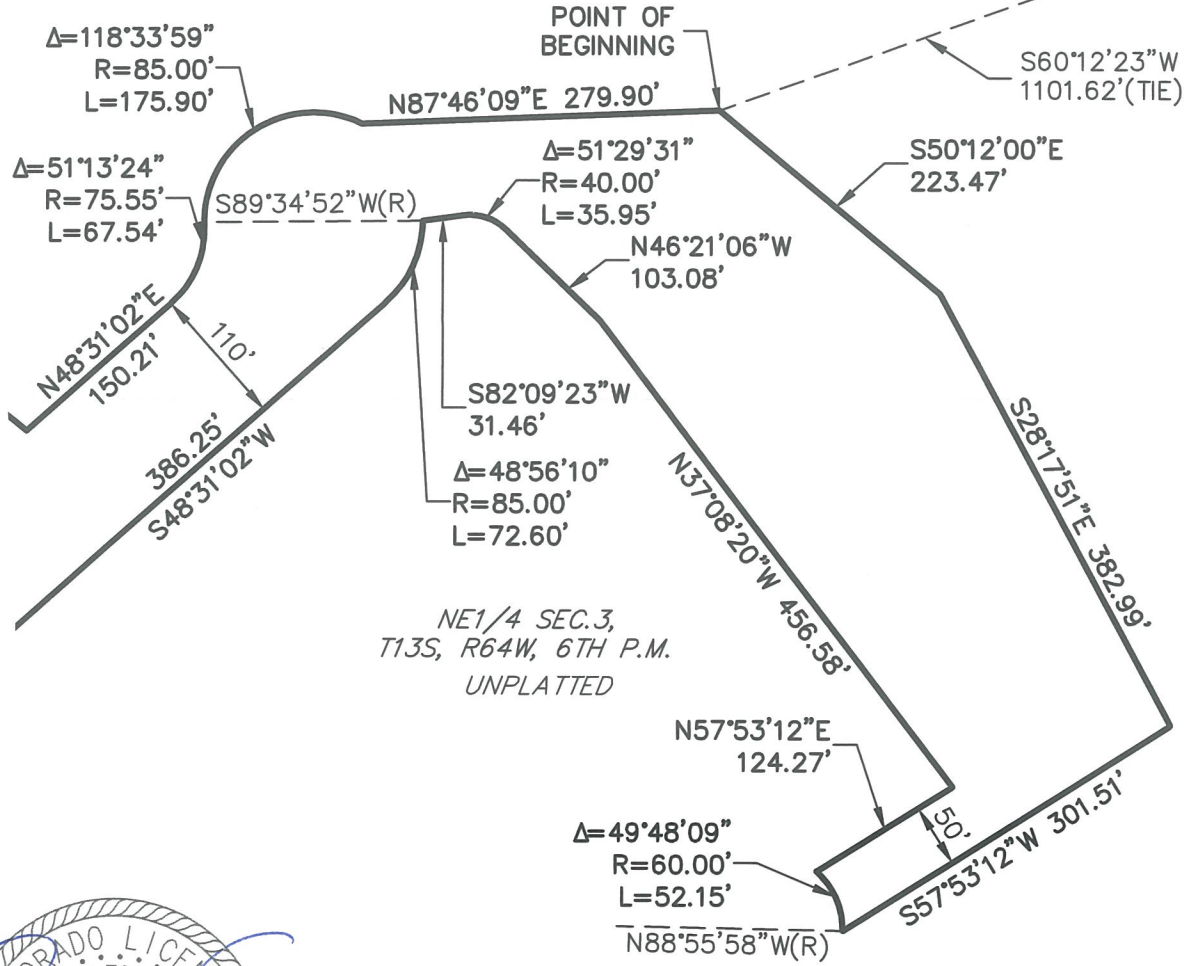 POINT OF
BEGINNING
Δ=118°33'59"
R=85.00'
L=175.90'
S60°12'23"W
1101.62'(TIE)
N87°46'09"E 279.90'
Δ=51°29'31"
R=40.00'
L=35.95'
S50°12'00"E
223.47'
Δ=51°13'24"
R=75.55'
L=67.54'
S89°34'52"W(R)
N46°21'06"W
103.08'
N48°31'02"E
150.21'
110'
S82°09'23"W
31.46'
386.25'
S48°31'02"W
Δ=48°56'10"
R=85.00'
L=72.60'
S28°17'51"E 382.99'
N37°08'20"W 456.58'
NE1/4 SEC.3,
T13S, R64W, 6TH P.M.
UNPLATTED
N57°53'12"E
124.27'
50'
Δ=49°48'09"
R=60.00'
L=52.15'
S57°53'12"W 301.51'
N88°55'58"W(R)